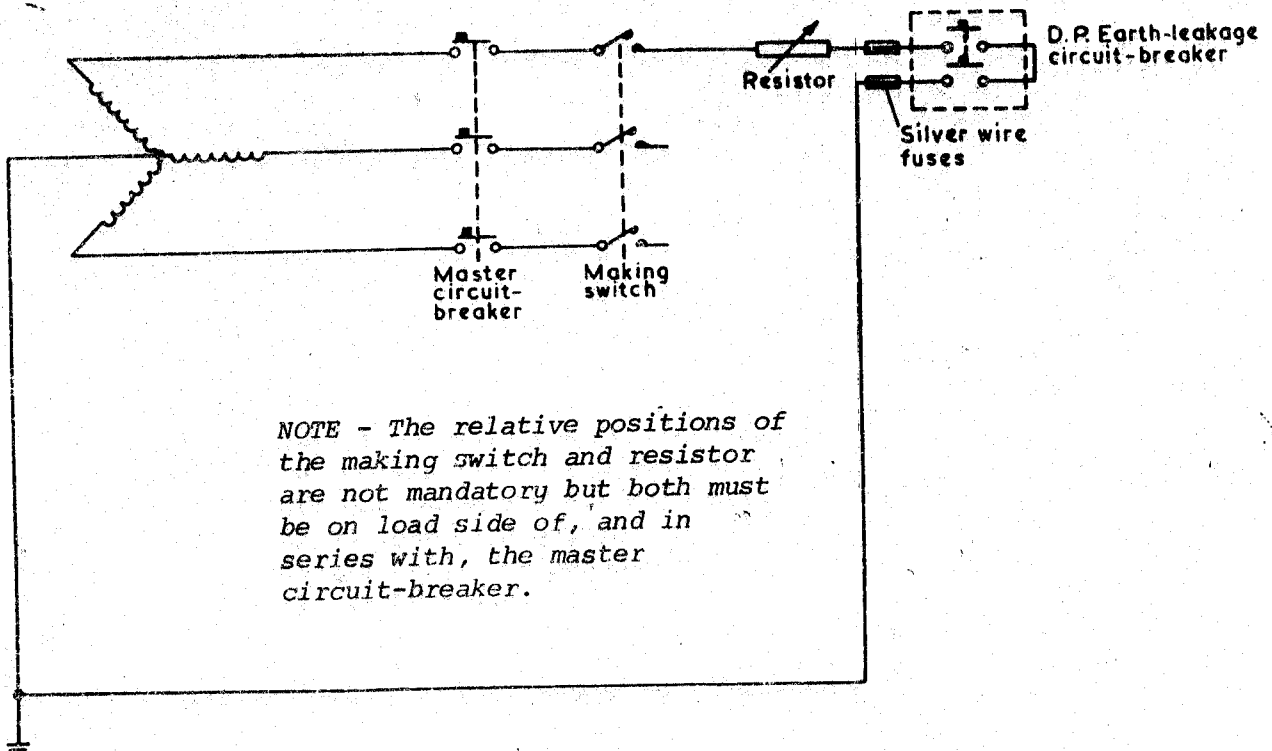 D.P. Earth-leakage
circuit-breaker
Resistor
Silver wire
fuses
Master
circuit-
breaker
Making
switch
NOTE - The relative positions of
the making switch and resistor
are not mandatory but both must
be on load side of, and in
series with, the master
circuit-breaker.